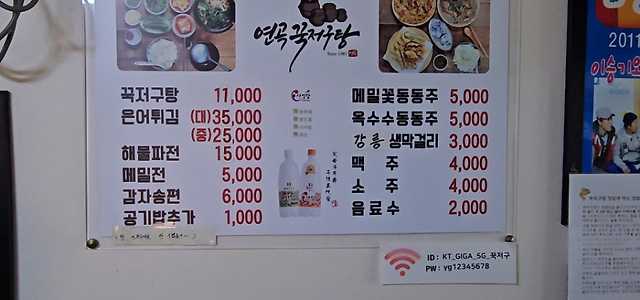 연곡 꾹저구탕
꾹저구탕 11,000
은어튀김 (대)35,000
(중)25,000
해물파전 15,000
메밀전 5,000
감자송편 6,000
공기밥추가 1,000
메밀꽃동동주 5,000
옥수수동동주 5,000
강릉 생막걸리 3,000
맥 주 4,000
소 주 4,000
음료수 2,000
ID : KT_GIGA_5G_꾹저구
PW : yg12345678
2011
이승기와